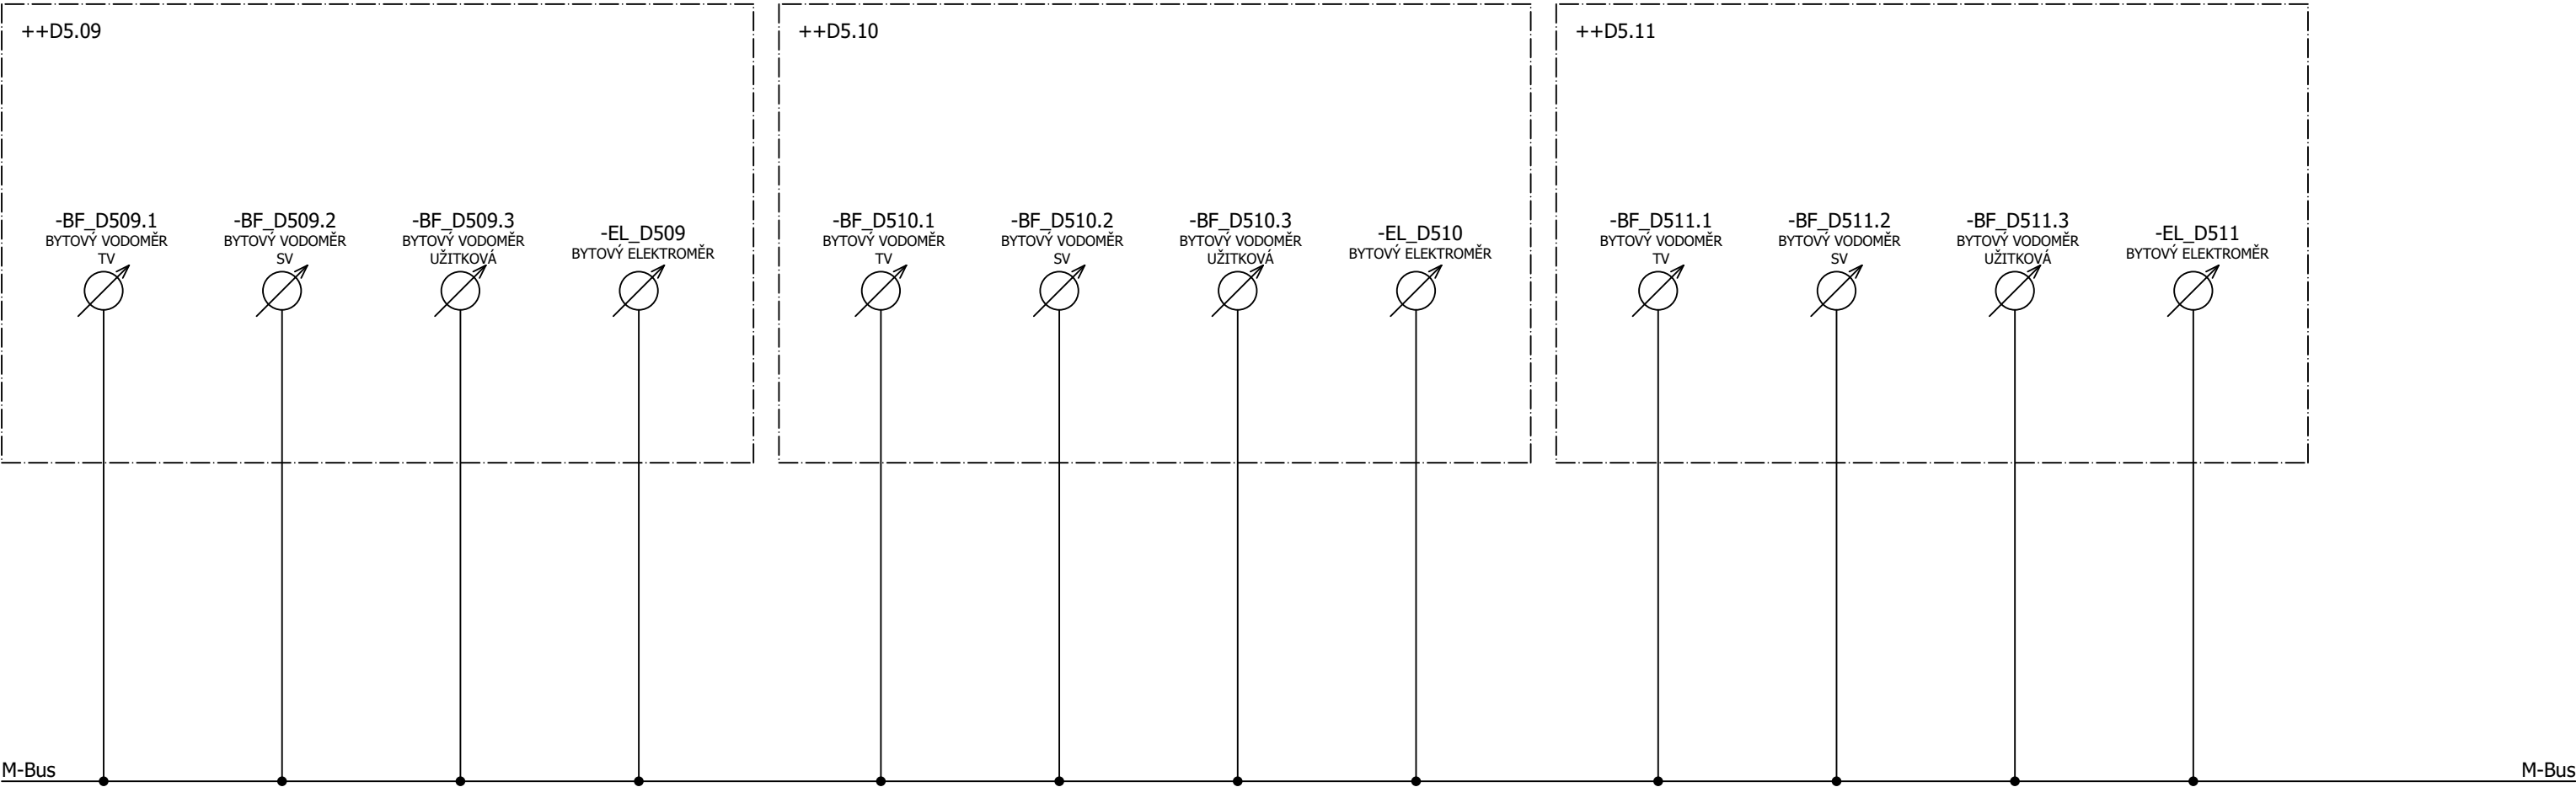 ++D5.09
++D5.10
++D5.11
-BF_D509.1
BYTOVÝ VODOMĚR
TV
-BF_D509.2
BYTOVÝ VODOMĚR
SV
-BF_D509.3
BYTOVÝ VODOMĚR
UŽITKOVÁ
-EL_D509
BYTOVÝ ELEKTROMĚR
-BF_D510.1
BYTOVÝ VODOMĚR
TV
-BF_D510.2
BYTOVÝ VODOMĚR
SV
-BF_D510.3
BYTOVÝ VODOMĚR
UŽITKOVÁ
-EL_D510
BYTOVÝ ELEKTROMĚR
-BF_D511.1
BYTOVÝ VODOMĚR
TV
-BF_D511.2
BYTOVÝ VODOMĚR
SV
-BF_D511.3
BYTOVÝ VODOMĚR
UŽITKOVÁ
-EL_D511
BYTOVÝ ELEKTROMĚR
M-Bus
M-Bus